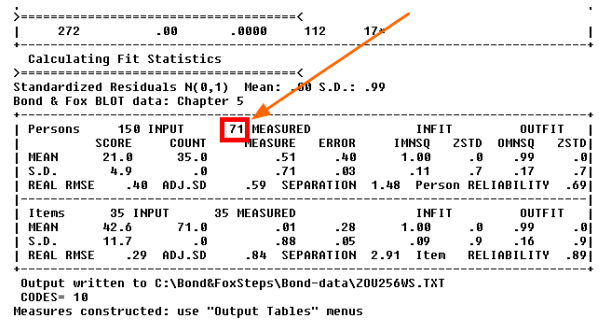 >=====================================<
| 272 .00 .0000 112 17*
Calculating Fit Statistics
>=====================================<
Standardized Residuals N(0,1) Mean: .00 S.D.: .99
Bond & Fox BLOT data: Chapter 5
| Persons 150 INPUT 71 MEASURED INFIT OUTFIT |
| SCORE COUNT MEASURE ERROR IMNSQ ZSTD OMNSQ ZSTD|
| MEAN 21.0 35.0 .51 .40 1.00 .0 .99 .0|
| S.D. 4.9 .0 .71 .03 .11 .7 .17 .7|
| REAL RMSE .40 ADJ.SD .59 SEPARATION 1.48 Person RELIABILITY .69|
| Items 35 INPUT 35 MEASURED INFIT OUTFIT |
| MEAN 42.6 71.0 .01 .28 1.00 .0 .99 .0|
| S.D. 11.7 .0 .88 .05 .09 .9 .16 .9|
| REAL RMSE .29 ADJ.SD .84 SEPARATION 2.91 Item RELIABILITY .89|
Output written to C:\Bond&FoxSteps\Bond-data\ZOU256WS.TXT
CODES= 10
Measures constructed: use "Output Tables" menus